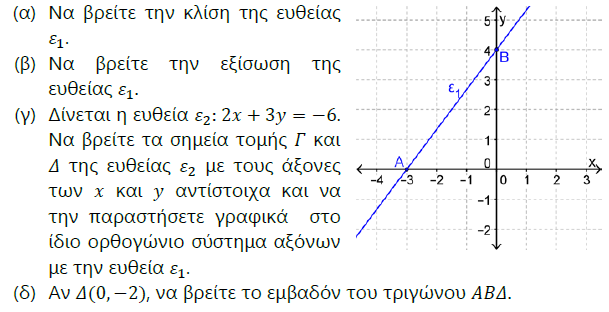 (α) Να βρείτε την κλίση της ευθείας
ε₁.
(β) Να βρείτε την εξίσωση της
ευθείας ε₁.
(γ) Δίνεται η ευθεία ε₂: 2x + 3y = −6.
Να βρείτε τα σημεία τομής Γ και
Δ της ευθείας ε₂ με τους άξονες
των x και y αντίστοιχα και να
την παραστήσετε γραφικά στο
ίδιο ορθογώνιο σύστημα αξόνων
με την ευθεία ε₁.
(δ) Αν Δ(0, −2), να βρείτε το εμβαδόν του τριγώνου ΑΒΔ.
5 y
4
B
3
ε₁
2
1
A 0 x
-4 -3 -2 -1 0 1 2 3
-1
-2